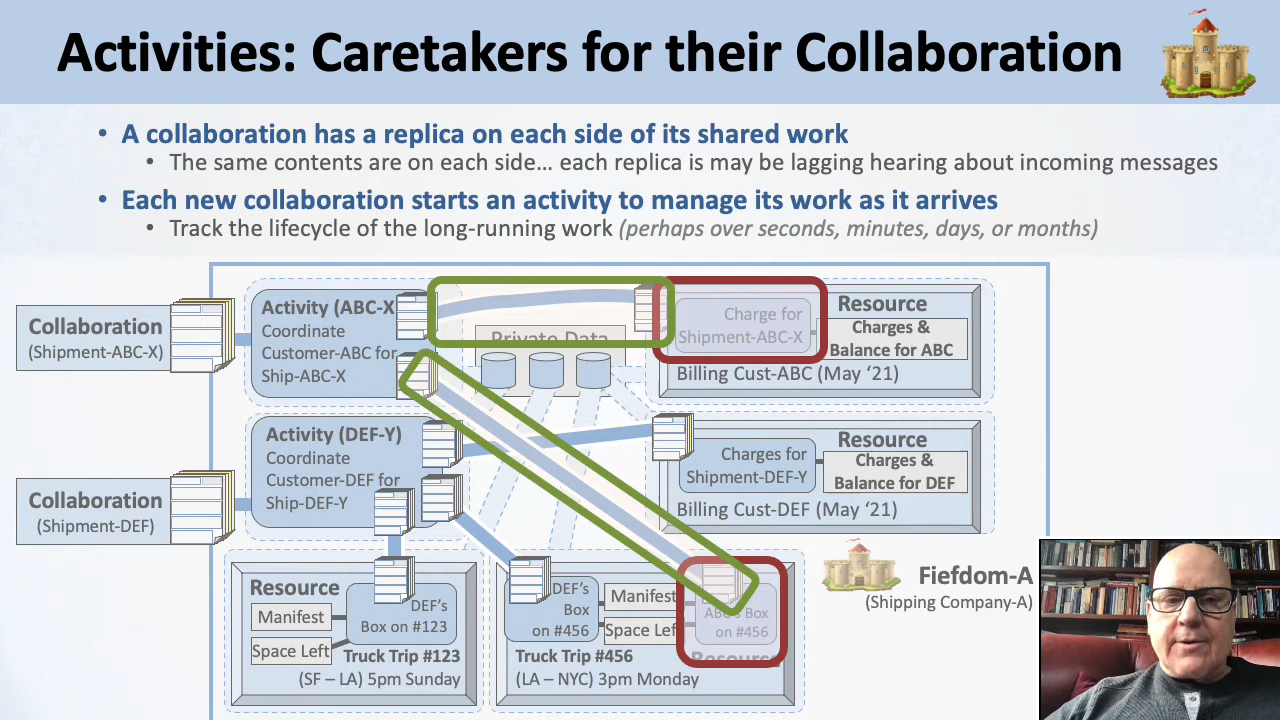 Activities: Caretakers for their Collaboration
• A collaboration has a replica on each side of its shared work
• The same contents are on each side… each replica is may be lagging hearing about incoming messages
• Each new collaboration starts an activity to manage its work as it arrives
• Track the lifecycle of the long-running work (perhaps over seconds, minutes, days, or months)
Collaboration
(Shipment-ABC-X)
Activity (ABC-X
Coordinate
Customer-ABC for
Ship-ABC-X
Private Data
Charge for
Shipment-ABC-X
Resource
Charges &
Balance for ABC
Billing Cust-ABC (May ‘21)
Collaboration
(Shipment-DEF)
Activity (DEF-Y)
Coordinate
Customer-DEF for
Ship-DEF-Y
Charges for
Shipment-DEF-Y
Resource
Charges &
Balance for DEF
Billing Cust-DEF (May ‘21)
Resource
Manifest
Space Left
DEF’s
Box on #123
Truck Trip #123
(SF – LA) 5pm Sunday
DEF’s
Box
on #456
Manifest
Space Lef
ABC’s Box
on #456
Resource
Truck Trip #456
(LA – NYC) 3pm Monday
Fiefdom-A
(Shipping Company-A)